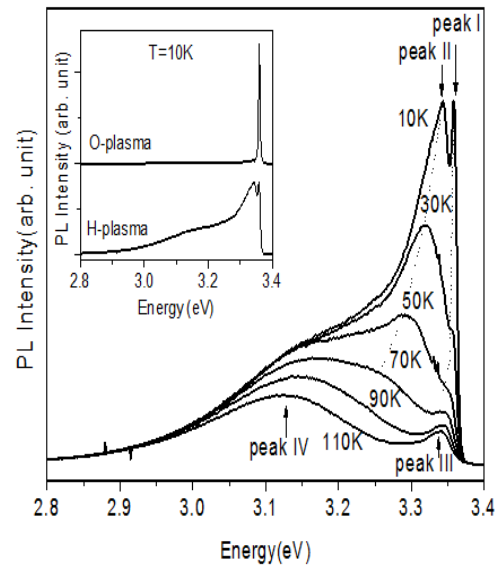 peak I
peak II
T=10K
O-plasma
H-plasma
PL Intensity (arb. unit)
2.8 3.0 3.2 3.4
Energy (eV)
10K
30K
50K
70K
90K
110K
peak IV
peak III
PL Intensity(arb. unit)
2.8 2.9 3.0 3.1 3.2 3.3 3.4
Energy(eV)